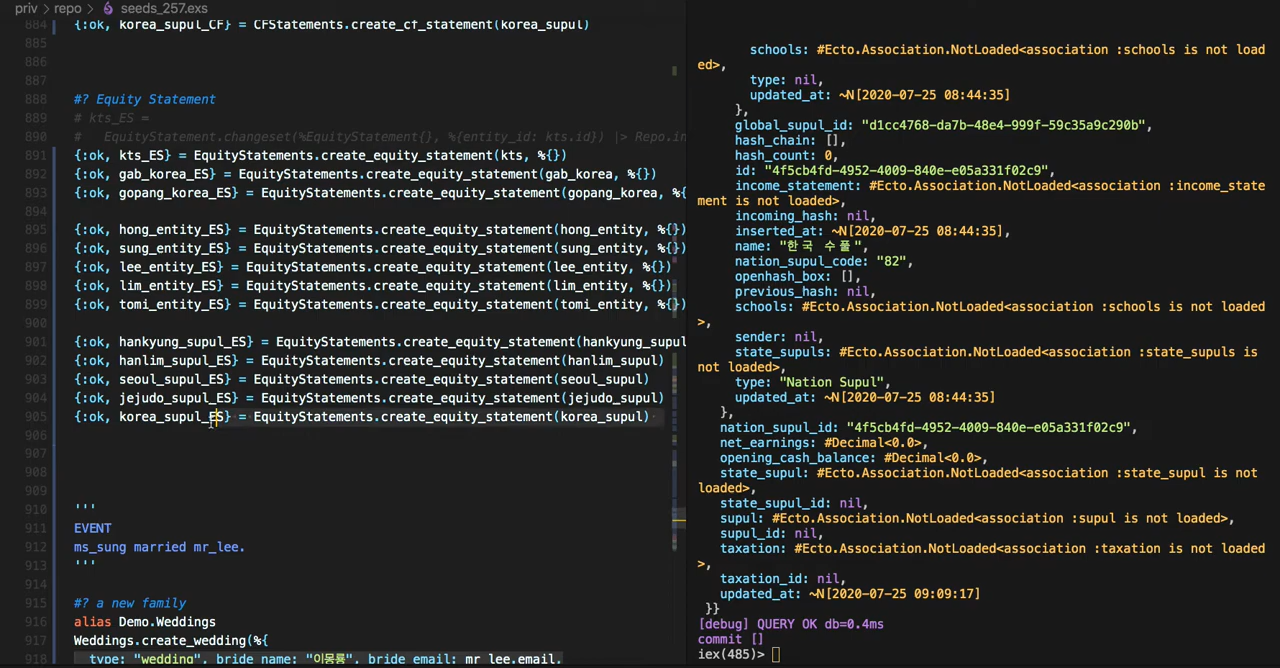 priv > repo > seeds_257.exs
884 {:ok, korea_supul_CF} = CFStatements.create_cf_statement(korea_supul)
885
886
887
888 #? Equity Statement
889 # kts_ES =
890 #   EquityStatement.changeset(%EquityStatement{}, %{entity_id: kts.id}) |> Repo.in
891 {:ok, kts_ES} = EquityStatements.create_equity_statement(kts, %{})
892 {:ok, gab_korea_ES} = EquityStatements.create_equity_statement(gab_korea, %{})
893 {:ok, gopang_korea_ES} = EquityStatements.create_equity_statement(gopang_korea, %{
894
895 {:ok, hong_entity_ES} = EquityStatements.create_equity_statement(hong_entity, %{})
896 {:ok, sung_entity_ES} = EquityStatements.create_equity_statement(sung_entity, %{})
897 {:ok, lee_entity_ES} = EquityStatements.create_equity_statement(lee_entity, %{})
898 {:ok, lim_entity_ES} = EquityStatements.create_equity_statement(lim_entity, %{})
899 {:ok, tomi_entity_ES} = EquityStatements.create_equity_statement(tomi_entity, %{})
900
901 {:ok, hankyung_supul_ES} = EquityStatements.create_equity_statement(hankyung_supul
902 {:ok, hanlim_supul_ES} = EquityStatements.create_equity_statement(hanlim_supul)
903 {:ok, seoul_supul_ES} = EquityStatements.create_equity_statement(seoul_supul)
904 {:ok, jejudo_supul_ES} = EquityStatements.create_equity_statement(jejudo_supul)
905 {:ok, korea_supul_ES} = EquityStatements.create_equity_statement(korea_supul)
906
907
908
909
910 '''
911 EVENT
912 ms_sung married mr_lee.
913 '''
914
915 #? a new family
916 alias Demo.Weddings
917 Weddings.create_wedding(%{
918   type: "wedding", bride_name: "이몽룡", bride_email: mr_lee.email,
schools: #Ecto.Association.NotLoaded<association :schools is not load
ed>,
type: nil,
updated_at: ~N[2020-07-25 08:44:35]
},
global_supul_id: "d1cc4768-da7b-48e4-999f-59c35a9c290b",
hash_chain: [],
hash_count: 0,
id: "4f5cb4fd-4952-4009-840e-e05a331f02c9",
income_statement: #Ecto.Association.NotLoaded<association :income_state
ment is not loaded>,
incoming_hash: nil,
inserted_at: ~N[2020-07-25 08:44:35],
name: "한국 수풀",
nation_supul_code: "82",
openhash_box: [],
previous_hash: nil,
schools: #Ecto.Association.NotLoaded<association :schools is not loaded
>,
sender: nil,
state_supuls: #Ecto.Association.NotLoaded<association :state_supuls is
not loaded>,
type: "Nation Supul",
updated_at: ~N[2020-07-25 08:44:35]
},
nation_supul_id: "4f5cb4fd-4952-4009-840e-e05a331f02c9",
net_earnings: #Decimal<0.0>,
opening_cash_balance: #Decimal<0.0>,
state_supul: #Ecto.Association.NotLoaded<association :state_supul is not
loaded>,
state_supul_id: nil,
supul: #Ecto.Association.NotLoaded<association :supul is not loaded>,
supul_id: nil,
taxation: #Ecto.Association.NotLoaded<association :taxation is not loaded
>,
taxation_id: nil,
updated_at: ~N[2020-07-25 09:09:17]
}}
[debug] QUERY OK db=0.4ms
commit []
iex(485)>